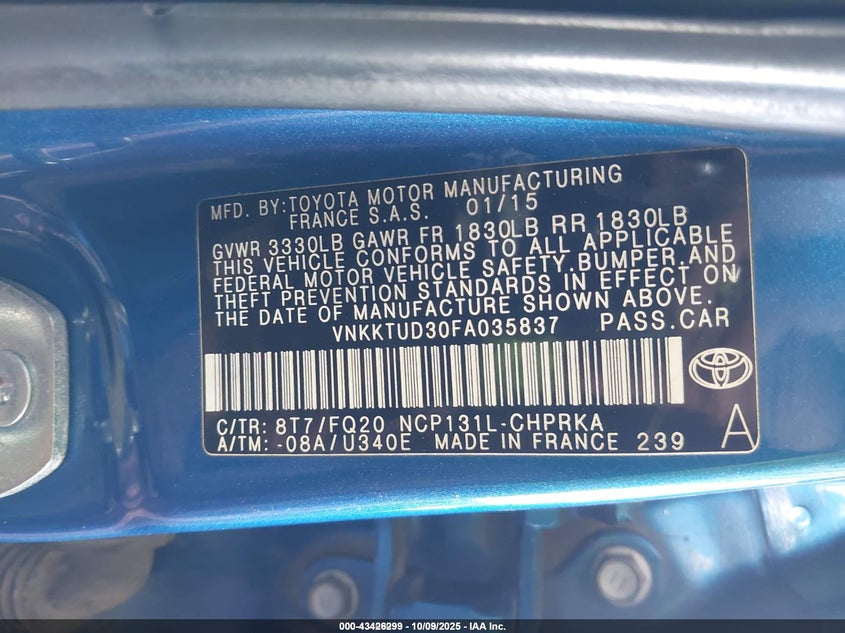 MFD. BY:TOYOTA MOTOR MANUFACTURING
FRANCE S.A.S. 01/15
GVWR 3330LB GAWR FR 1830LB RR 1830LB
THIS VEHICLE CONFORMS TO ALL APPLICABLE
FEDERAL MOTOR VEHICLE SAFETY,BUMPER,AND
THEFT PREVENTION STANDARDS IN EFFECT ON
THE DATE OF MANUFACTURE SHOWN ABOVE.
VNKKTUD30FA035837 PASS.CAR
C/TR: 8T7/FQ20 NCP131L-CHPRKA
A/TM: -08A/U340E MADE IN FRANCE 239
A
000-43426299 - 10/09/2025 - IAA Inc.